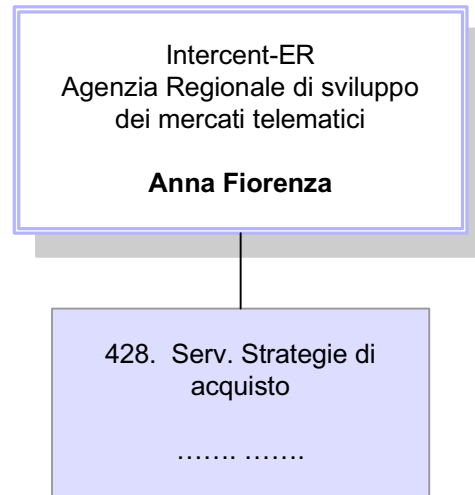 Intercent-ER
Agenzia Regionale di sviluppo
dei mercati telematici
Anna Fiorenza
428. Serv. Strategie di
acquisto
....... .......